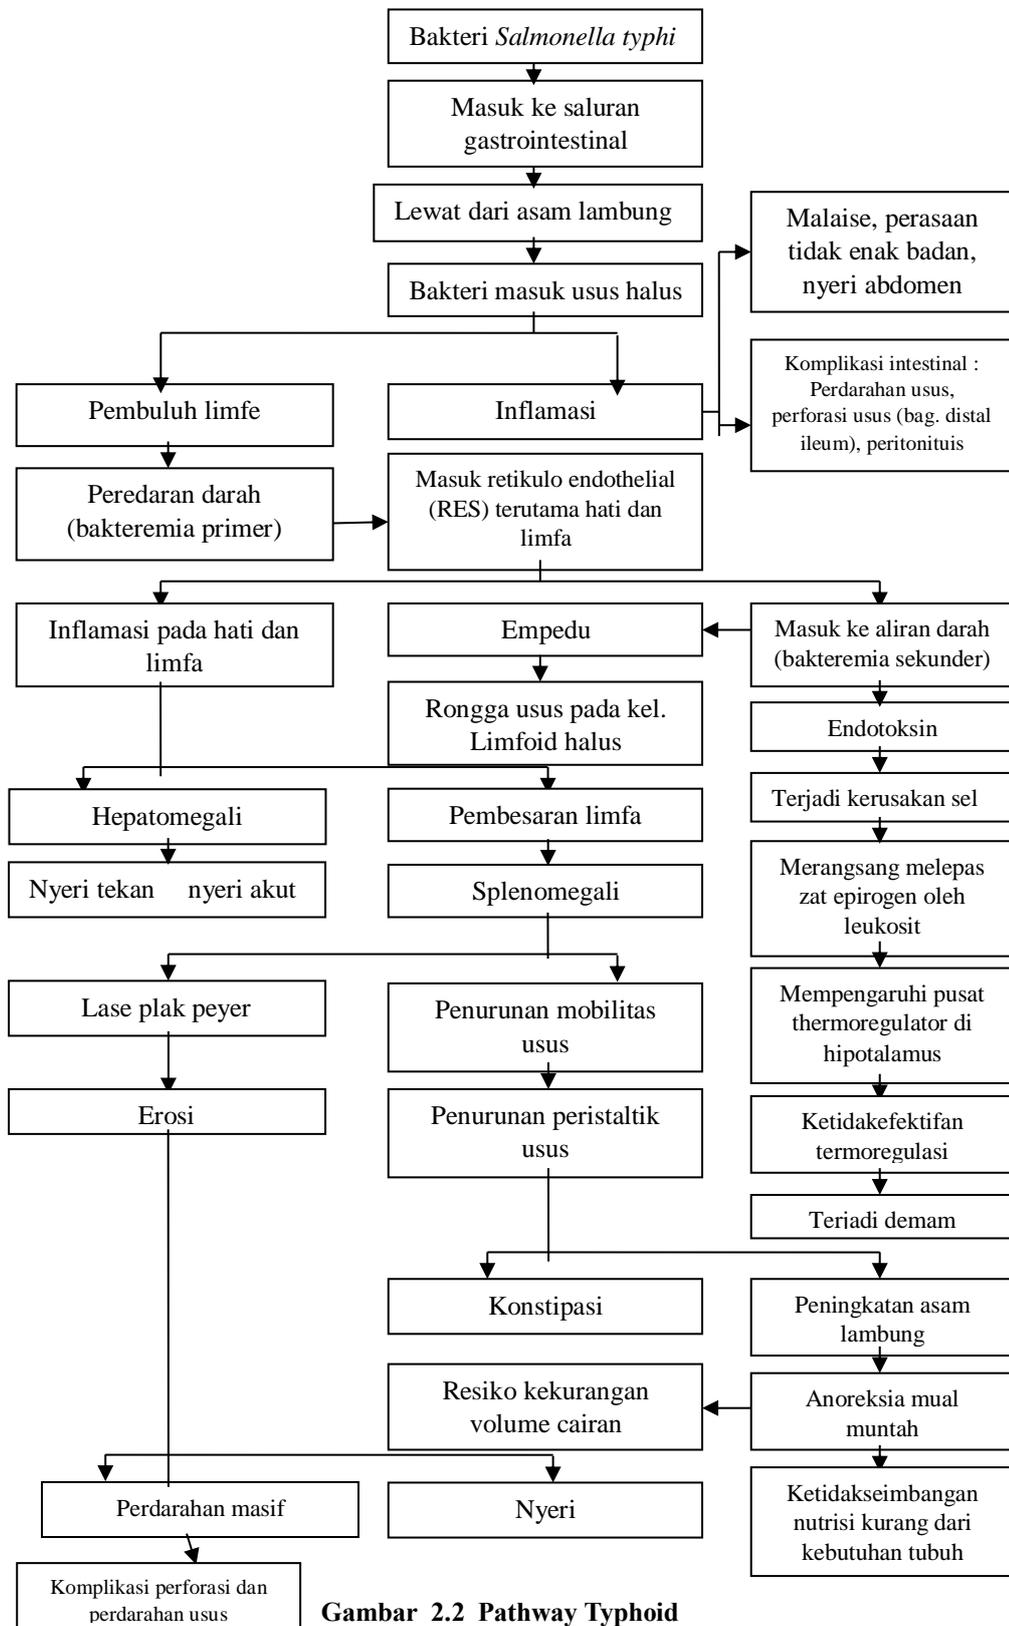 Bakteri Salmonella typhi
Masuk ke saluran
gastrointestinal
Lewat dari asam lambung
Bakteri masuk usus halus
Malaise, perasaan
tidak enak badan,
nyeri abdomen
Pembuluh limfe
Inflamasi
Komplikasi intestinal :
Perdarahan usus,
perforasi usus (bag. distal
ileum), peritonituis
Peredaran darah
(bakteremia primer)
Masuk retikulo endothelial
(RES) terutama hati dan
limfa
Inflamasi pada hati dan
limfa
Empedu
Masuk ke aliran darah
(bakteremia sekunder)
Rongga usus pada kel.
Limfoid halus
Endotoksin
Terjadi kerusakan sel
Hepatomegali
Pembesaran limfa
Merangsang melepas
zat epirogen oleh
leukosit
Nyeri tekan nyeri akut
Splenomegali
Lase plak peyer
Penurunan mobilitas
usus
Mempengaruhi pusat
thermoregulator di
hipotalamus
Erosi
Penurunan peristaltik
usus
Ketidakefektifan
termoregulasi
Terjadi demam
Konstipasi
Peningkatan asam
lambung
Resiko kekurangan
volume cairan
Anoreksia mual
muntah
Perdarahan masif
Nyeri
Ketidakseimbangan
nutrisi kurang dari
kebutuhan tubuh
Komplikasi perforasi dan
perdarahan usus
Gambar 2.2 Pathway Typhoid